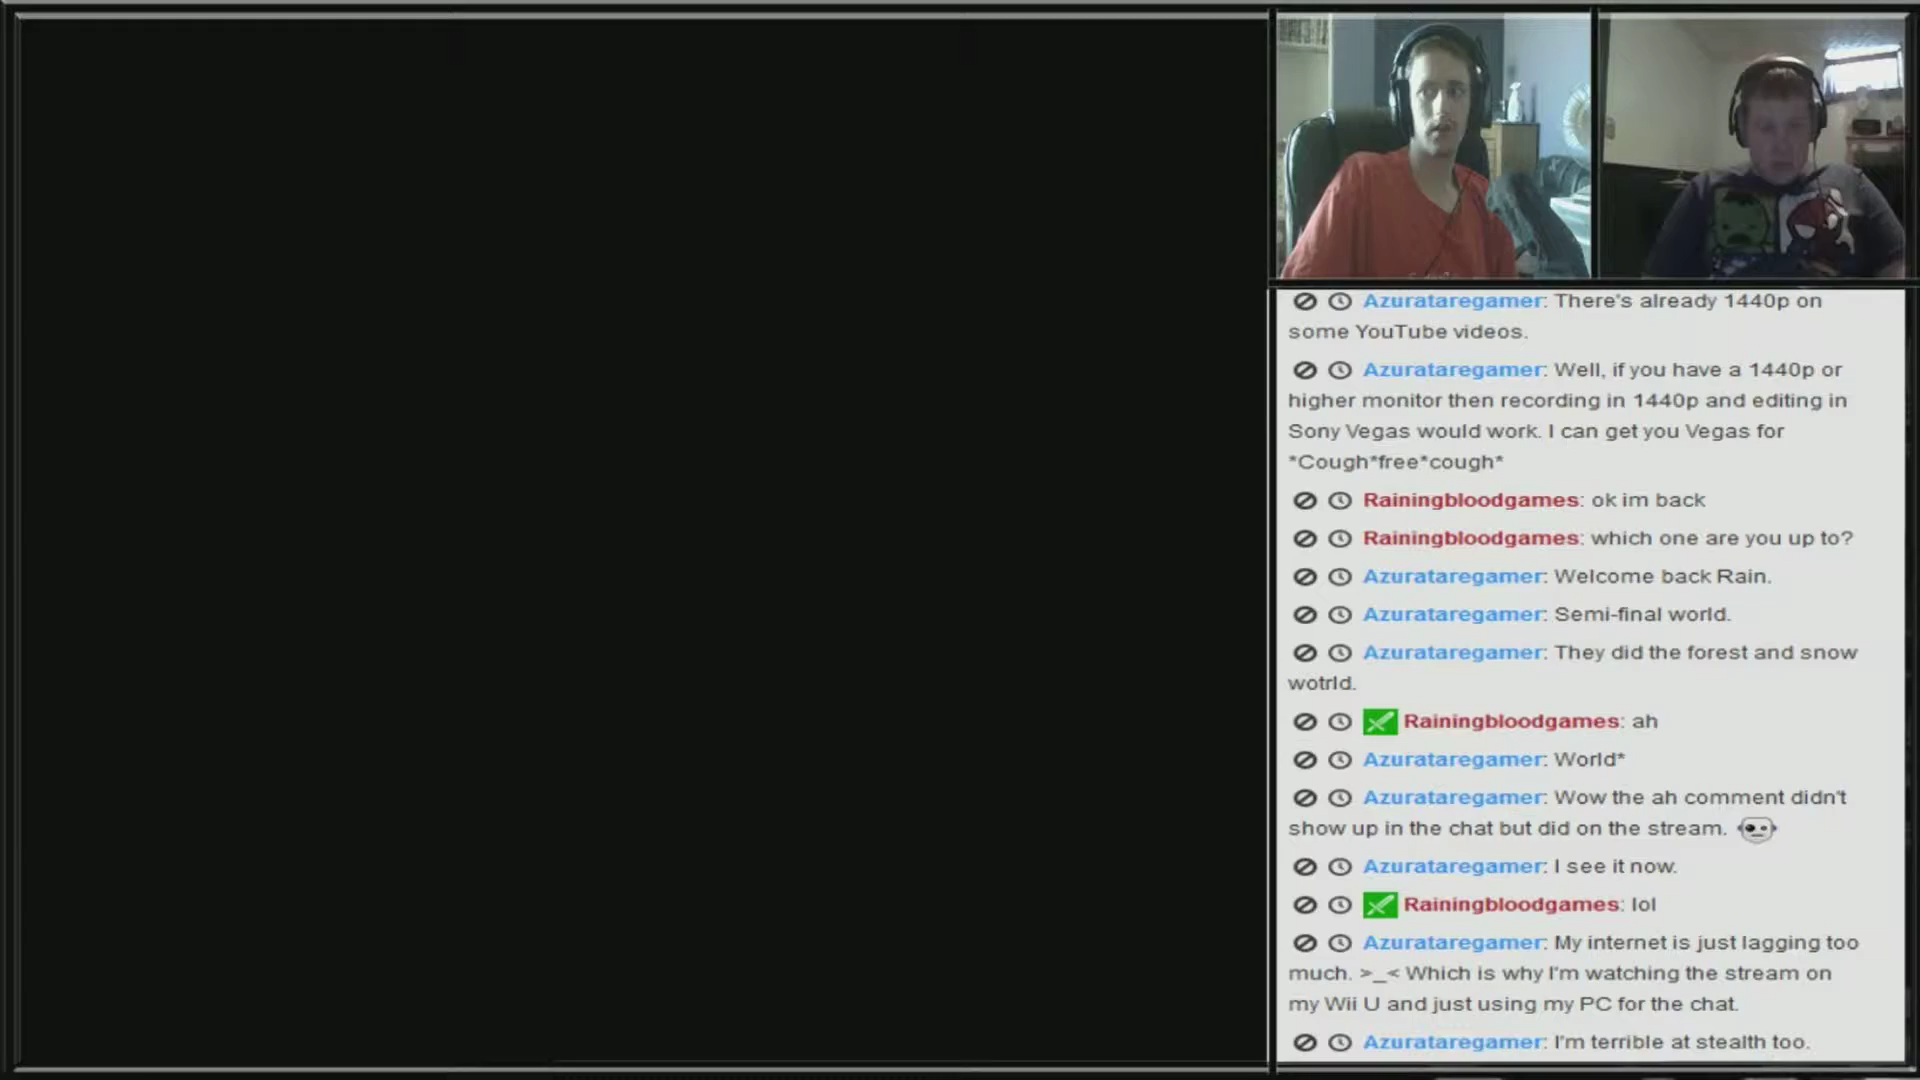 Azurataregamer: There's already 1440p on
some YouTube videos.
Azurataregamer: Well, if you have a 1440p or
higher monitor then recording in 1440p and editing in
Sony Vegas would work. I can get you Vegas for
*Cough*free*cough*
Rainingbloodgames: ok im back
Rainingbloodgames: which one are you up to?
Azurataregamer: Welcome back Rain.
Azurataregamer: Semi-final world.
Azurataregamer: They did the forest and snow
wotrld.
Rainingbloodgames: ah
Azurataregamer: World*
Azurataregamer: Wow the ah comment didn't
show up in the chat but did on the stream.
Azurataregamer: I see it now.
Rainingbloodgames: lol
Azurataregamer: My internet is just lagging too
much. >_< Which is why I'm watching the stream on
my Wii U and just using my PC for the chat.
Azurataregamer: I'm terrible at stealth too.